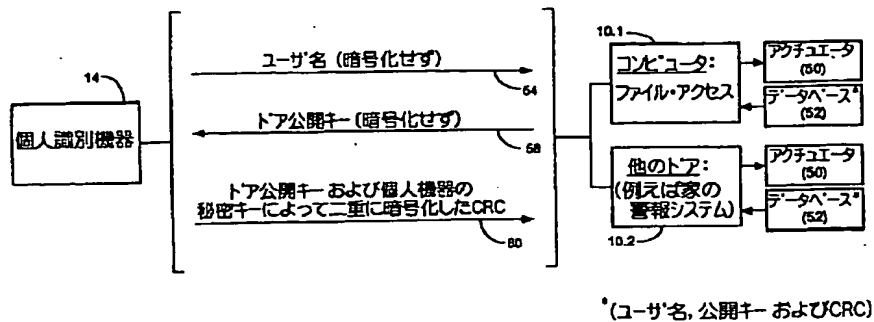 14
個人識別機器
ユーザ名 (暗号化せず)
54
ドア公開キー (暗号化せず)
58
ドア公開キーおよび個人機器の
秘密キーによって二重に暗号化したCRC
60
10.1
コンピュータ:
ファイル・アクセス
アクチュエータ
(50)
データベース*
(52)
他のドア:
(例えば家の
警報システム)
10.2
アクチュエータ
(50)
データベース*
(52)
*(ユーザ名, 公開キーおよびCRC)